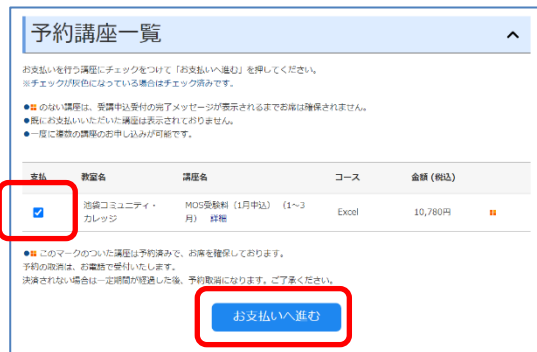 予約講座一覧
お支払いを行う講座にチェックをつけて「お支払いへ進む」を押してください。
※チェックが灰色になっている場合はチェック済みです。
● のない講座は、受講申込受付の完了メッセージが表示されるまでお席は確保されません。
●既にお支払いいただいた講座は表示されておりません。
●一度に複数の講座のお申し込みが可能です。
支払 教室名 講座名 コース 金額 (税込)
池袋コミュニティ・ MOS受験料（1月申込）（1～3 Excel 10,780円
カレッジ 月） 詳細
● このマークのついた講座は予約済みで、お席を確保しております。
予約の取消は、お電話で受付いたします。
決済されない場合は一定期間が経過した後、予約取消になります。ご了承ください。
お支払いへ進む